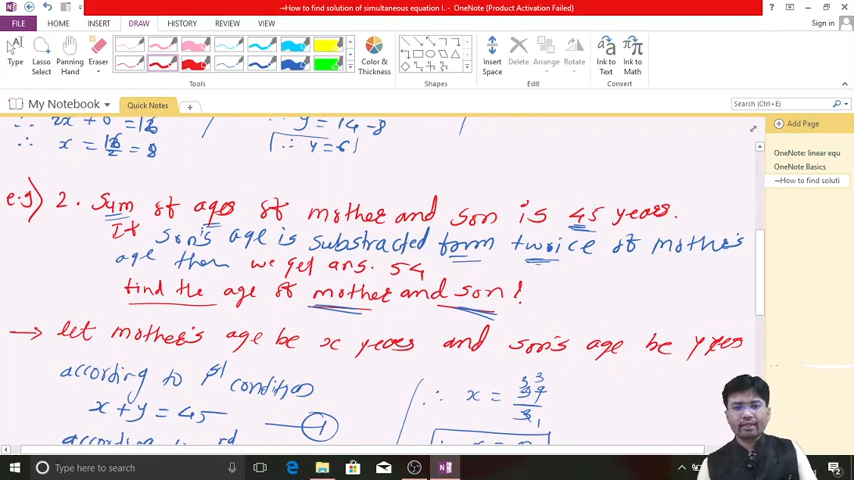 →How to find solution of simultaneous equation I. - OneNote (Product Activation Failed)
FILE HOME INSERT DRAW HISTORY REVIEW VIEW
Sign in
Type Lasso Select Panning Hand Eraser Color & Thickness Insert Space Delete Arrange Rotate Ink to Text Ink to Math
Tools Shapes Edit Convert
My Notebook Quick Notes
Search (Ctrl+E)
Add Page
OneNote: linear equ
OneNote Basics
→How to find soluti
∴ 2x + 0 = 16
∴ y = 14-8
∴ x = 16/2 = 8
∴ y = 6
e.g) 2. Sum of ages of mother and son is 45 years.
If son's age is substracted form twice of mothe's
age then we get ans. 54
find the age of mother and son?
→ let mother's age be x years and son's age be y years
according to 1st condition
x + y = 45 — 1
∴ x =
3
Type here to search